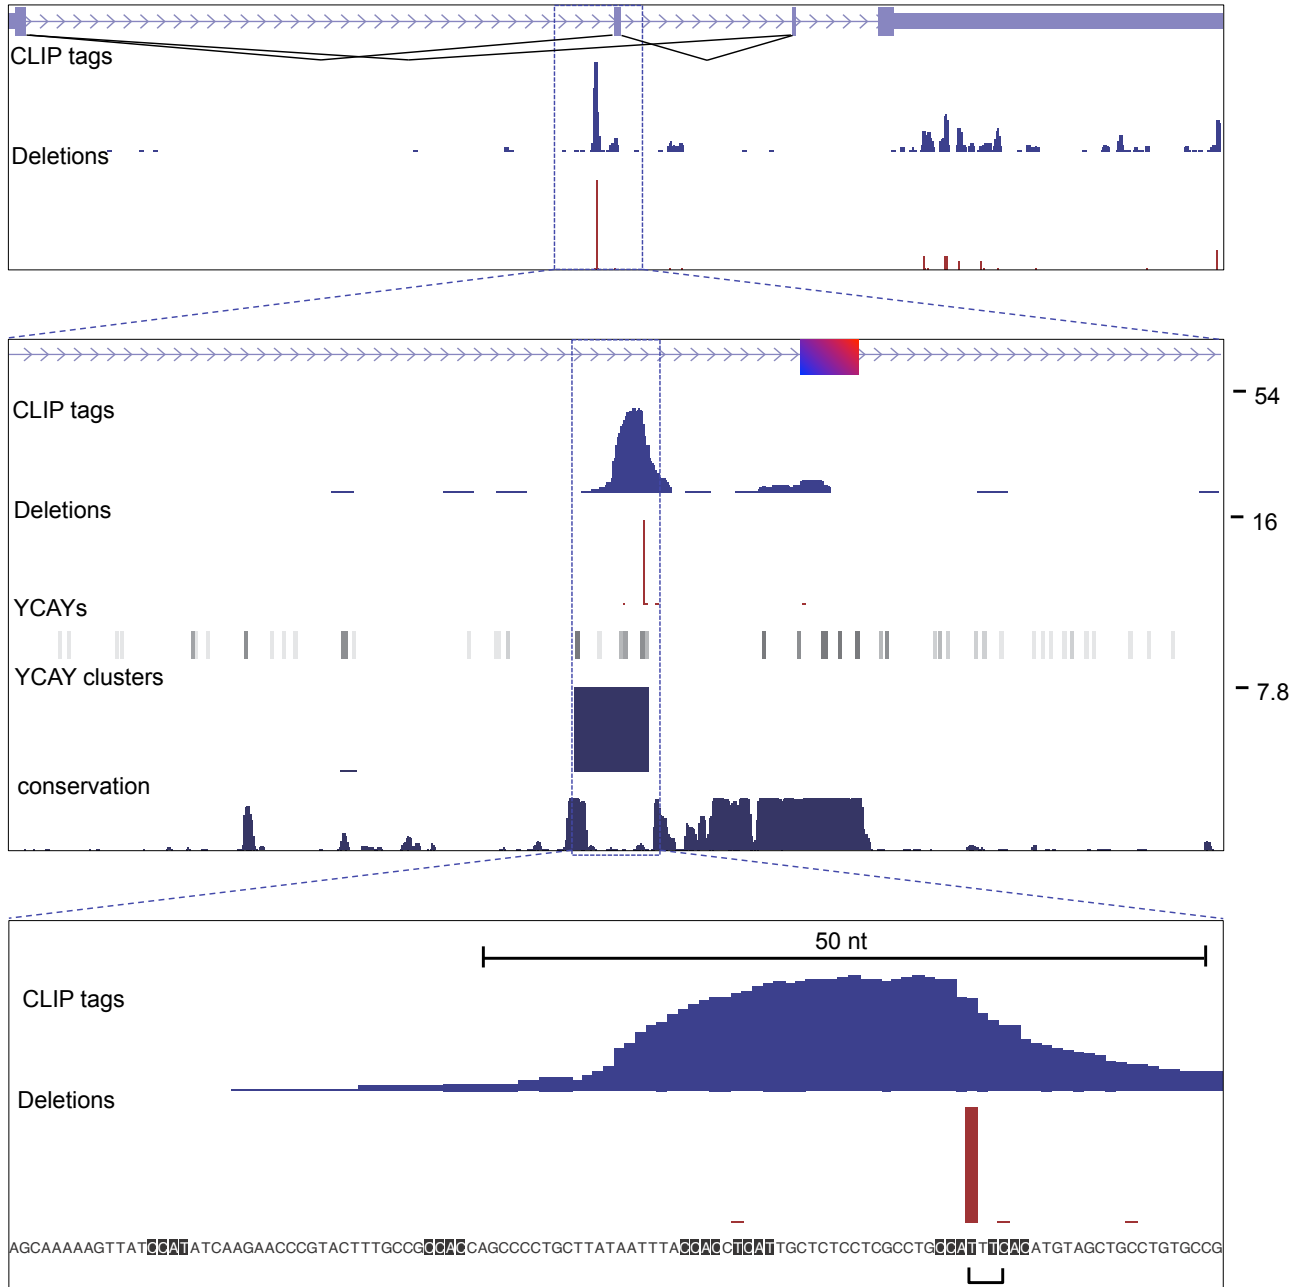 CLIP tags
Deletions
CLIP tags
54
Deletions
16
YCAYs
YCAY clusters
7.8
conservation
50 nt
CLIP tags
Deletions
AGCAAAAAGTTATCCATATCAAGAACCCGTACTTTGCCGCCACCAGCCCCTGCTTATAATTTACCACCTCATTGCTCTCCTCGCCTGCCATTTCACATGTAGCTGCCTGTGCCG